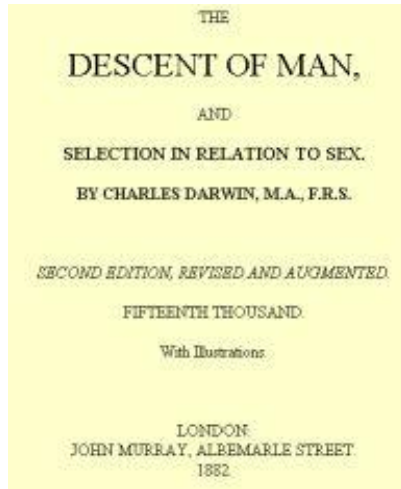 THE
DESCENT OF MAN,
AND
SELECTION IN RELATION TO SEX.
BY CHARLES DARWIN, M.A., F.R.S.
SECOND EDITION, REVISED AND AUGMENTED.
FIFTEENTH THOUSAND.
With Illustrations.
LONDON:
JOHN MURRAY, ALBEMARLE STREET.
1882.